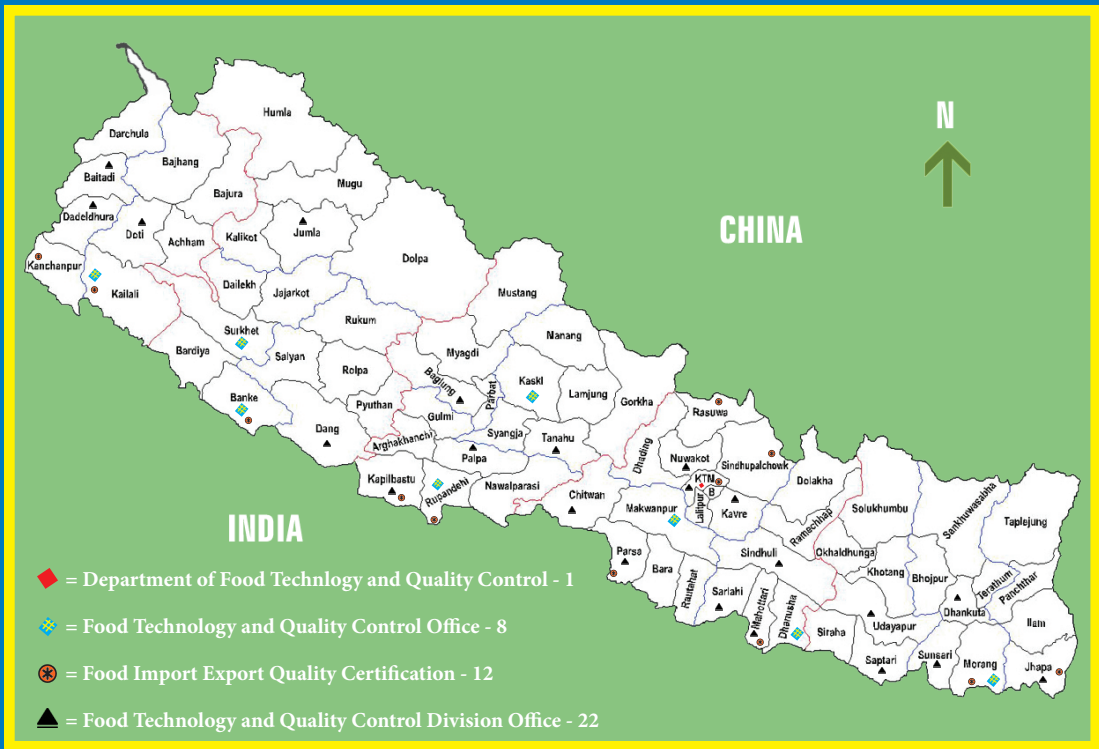 N
CHINA
INDIA
Humla
Darchula
Bajhang
Baitadi
Mugu
Bajura
Dadeldhura
Doti
Achham
Kalikot
Jumla
Kanchanpur
Dolpa
Kailali
Dailekh
Jajarkot
Mustang
Rukum
Surkhet
Nanang
Bardiya
Salyan
Myagdi
Rolpa
Kaski
Lamjung
Baglung
Parbat
Banke
Gorkha
Pyuthan
Gulmi
Rasuwa
Dang
Arghakhanchi
Syangja
Tanahu
Dhading
Palpa
Nuwakot
Sindhupalchowk
Kapilbastu
Rupandehi
Nawalparasi
KTN
Dolakha
B
Chitwan
Lalitpur
Kavre
Makwanpur
Solukhumbu
Sankhuwasabha
Ramechhap
Taplejung
Parsa
Sindhuli
Okhaldhunga
Bara
Khotang
Bhojpur
Terathum
Panchthar
Rautahat
Sarlahi
Mahottari
Dhanusha
Dhankuta
Siraha
Udayapur
Ilam
Saptari
Sunsari
Morang
Jhapa
= Department of Food Technlogy and Quality Control - 1
= Food Technology and Quality Control Office - 8
= Food Import Export Quality Certification - 12
= Food Technology and Quality Control Division Office - 22